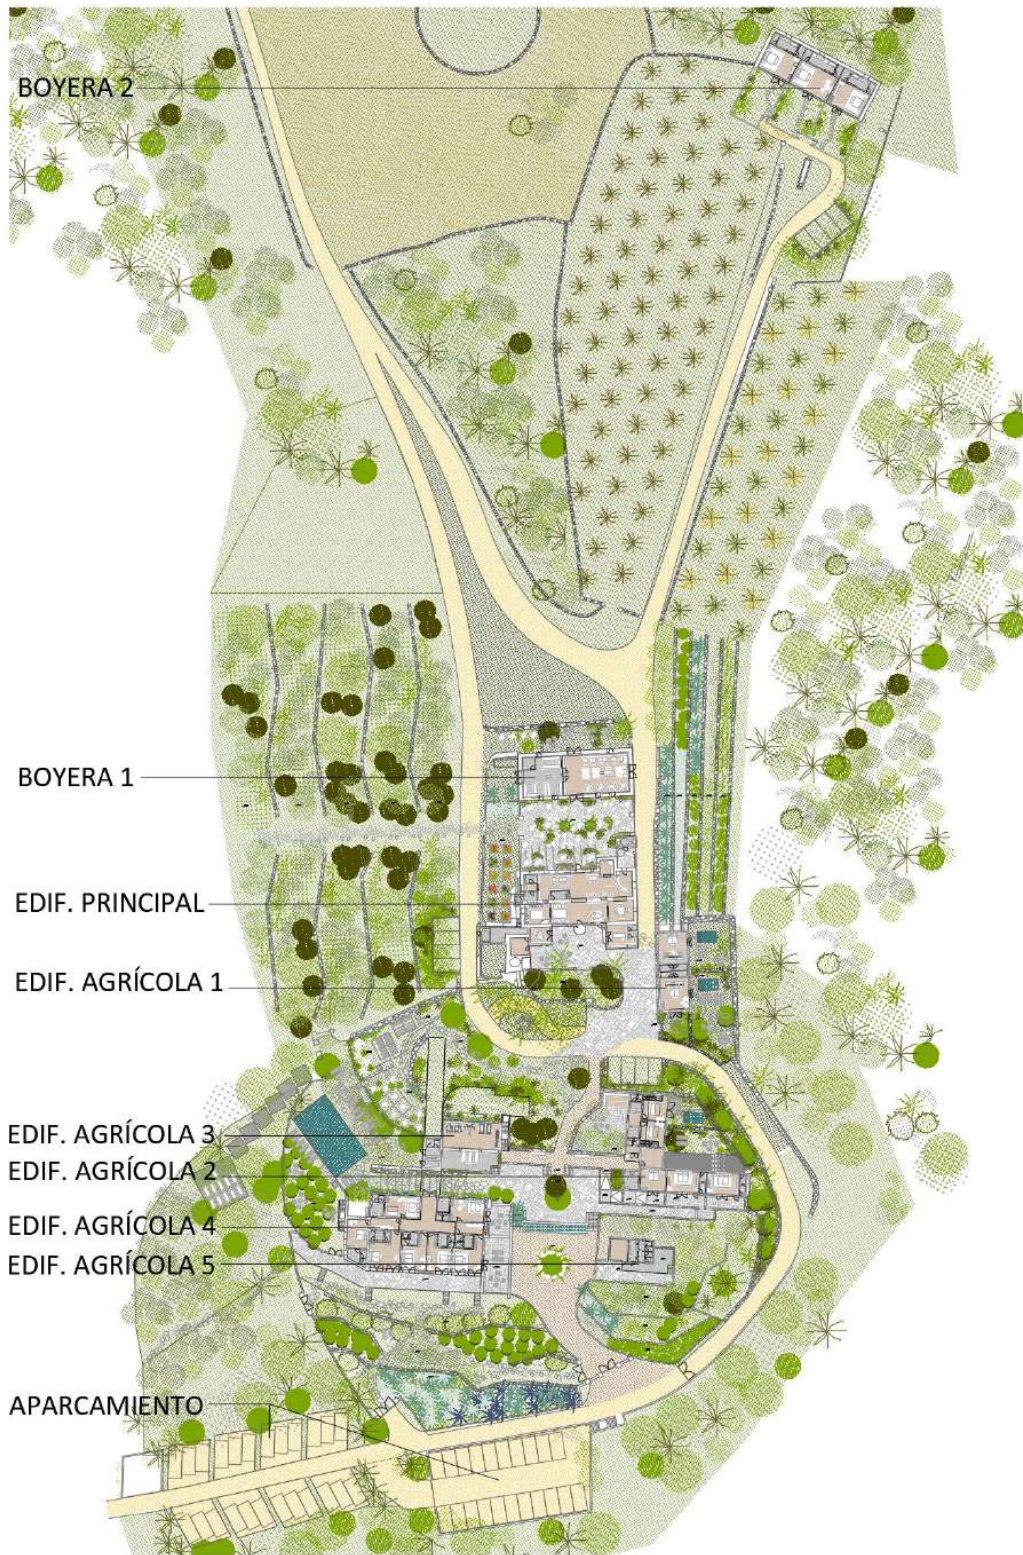 BOYERA 2
BOYERA 1
EDIF. PRINCIPAL
EDIF. AGRÍCOLA 1
EDIF. AGRÍCOLA 3
EDIF. AGRÍCOLA 2
EDIF. AGRÍCOLA 4
EDIF. AGRÍCOLA 5
APARCAMIENTO